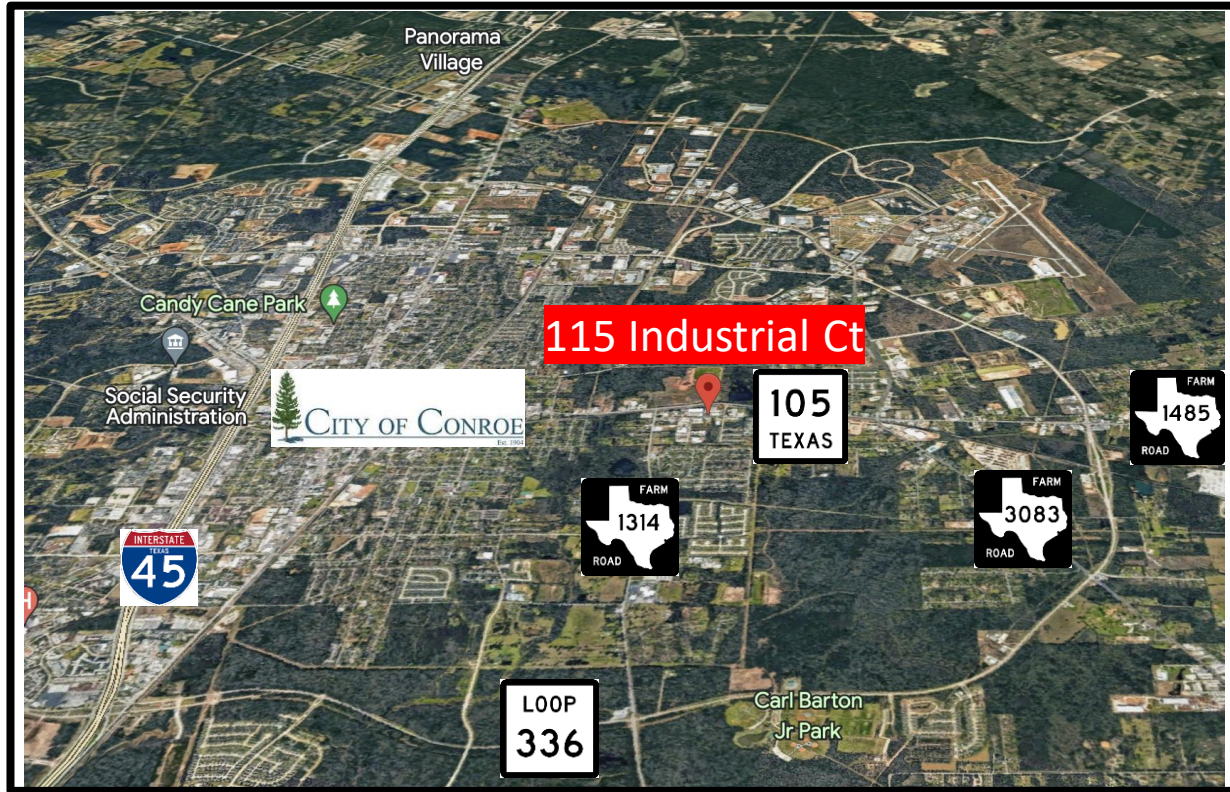 Panorama
Village
Candy Cane Park
115 Industrial Ct
Social Security
Administration
CITY OF CONROE
Est. 1904
105
TEXAS
FARM
1485
ROAD
FARM
1314
ROAD
FARM
3083
ROAD
INTERSTATE
TEXAS
45
H
LOOP
336
Carl Barton
Jr Park